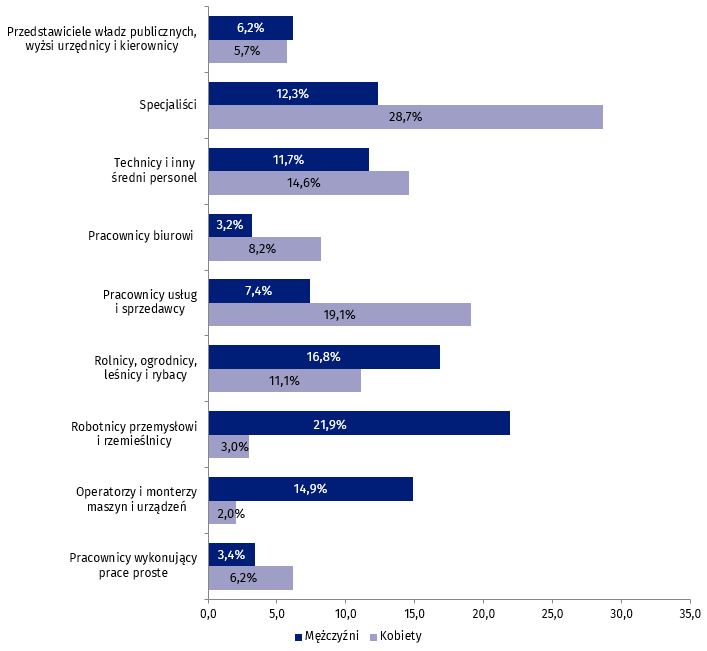 Przedstawiciele władz publicznych,
wyżsi urzędnicy i kierownicy
6,2%
5,7%
Specjaliści
12,3%
28,7%
Technicy i inny
średni personel
11,7%
14,6%
Pracownicy biurowi
3,2%
8,2%
Pracownicy usług
i sprzedawcy
7,4%
19,1%
Rolnicy, ogrodnicy,
leśnicy i rybacy
16,8%
11,1%
Robotnicy przemysłowi
i rzemieślnicy
21,9%
3,0%
Operatorzy i monterzy
maszyn i urządzeń
14,9%
2,0%
Pracownicy wykonujący
prace proste
3,4%
6,2%
0,0 5,0 10,0 15,0 20,0 25,0 30,0 35,0
Mężczyźni Kobiety